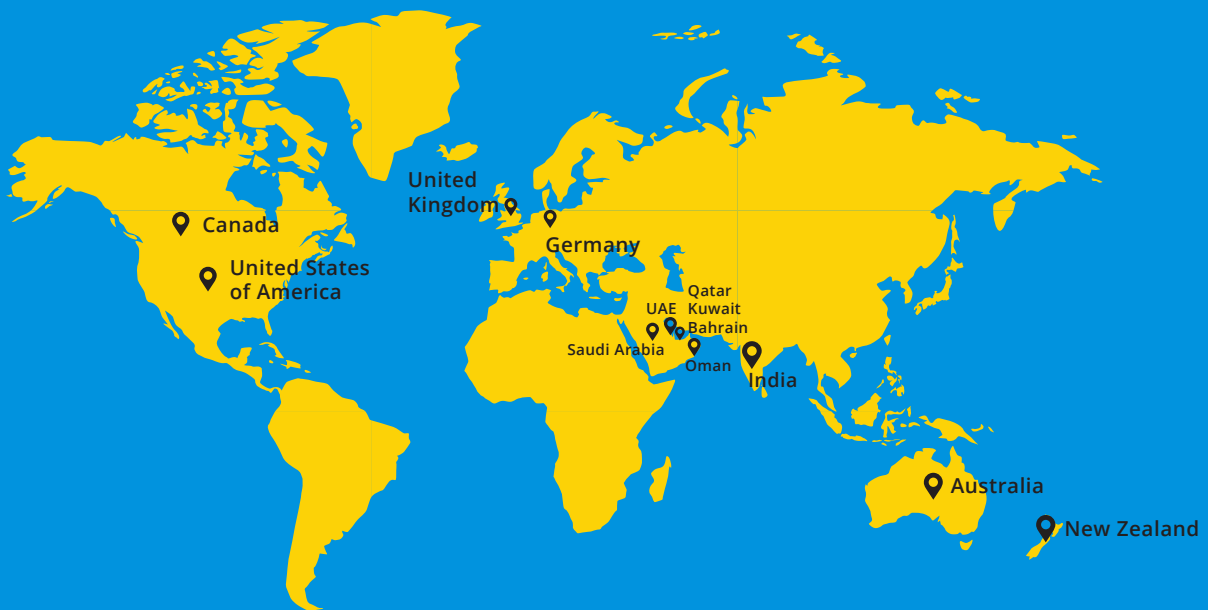 United
Kingdom
Canada
Germany
United States
of America
Qatar
UAE Kuwait
Bahrain
Saudi Arabia
Oman
India
Australia
New Zealand